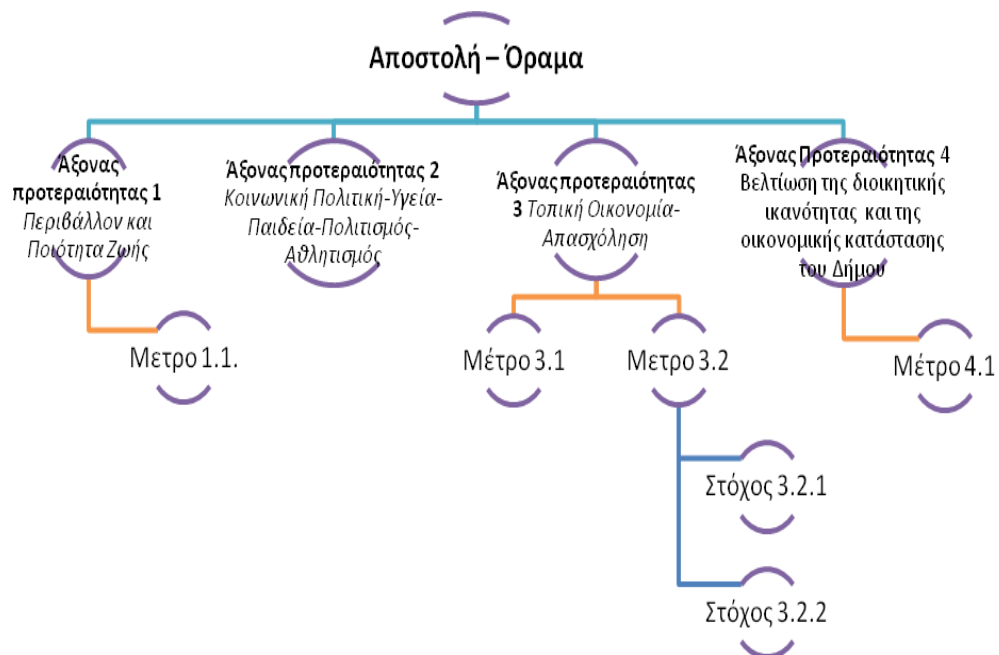 Αποστολή – Όραμα
Άξονας
προτεραιότητας 1
Περιβάλλον και
Ποιότητα Ζωής
Άξονας προτεραιότητας 2
Κοινωνική Πολιτική-Υγεία-
Παιδεία-Πολιτισμός-
Αθλητισμός
Άξονας προτεραιότητας
3 Τοπική Οικονομία-
Απασχόληση
Άξονας Προτεραιότητας 4
Βελτίωση της διοικητικής
ικανότητας και της
οικονομικής κατάστασης
του Δήμου
Μετρο 1.1.
Μέτρο 3.1
Μετρο 3.2
Μέτρο 4.1
Στόχος 3.2.1
Στόχος 3.2.2